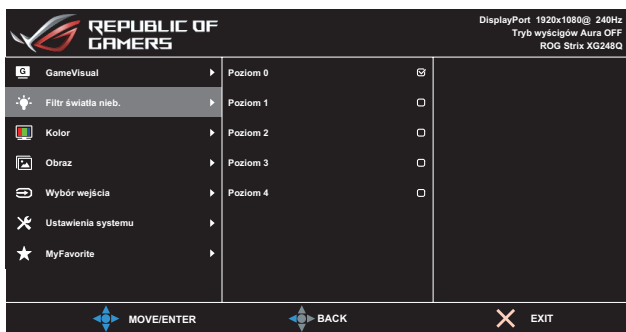 REPUBLIC OF
GAMERS
DisplayPort 1920x1080@ 240Hz
Tryb wyścigów Aura OFF
ROG Strix XG248Q
G
GameVisual
Poziom 0
Filtr światła nieb.
Poziom 1
Kolor
Poziom 2
Obraz
Poziom 3
Wybór wejścia
Poziom 4
Ustawienia systemu
MyFavorite
MOVE/ENTER
BACK
EXIT